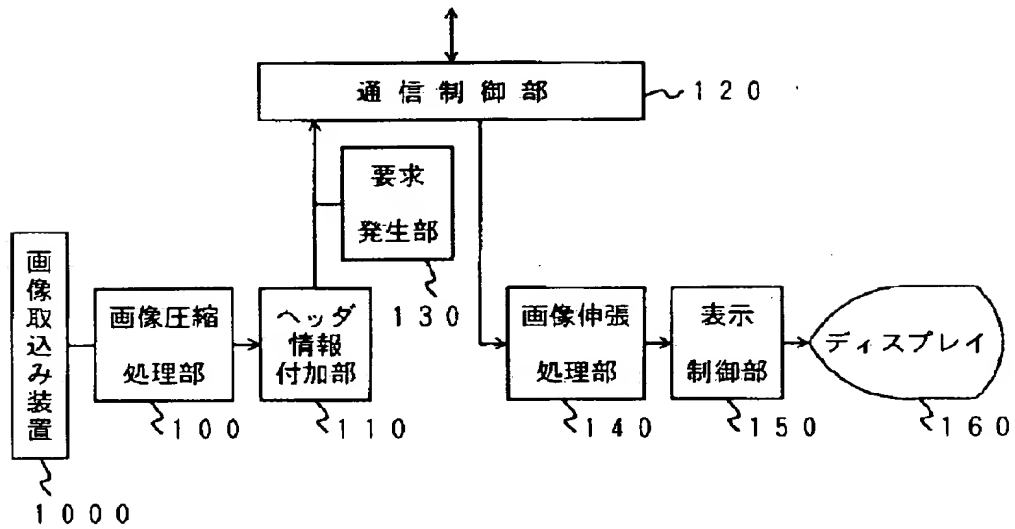 通信制御部
120
要求
発生部
130
画像取込み装置
1000
画像圧縮
処理部
100
ヘッダ
情報
付加部
110
画像伸張
処理部
140
表示
制御部
150
ディスプレイ
160